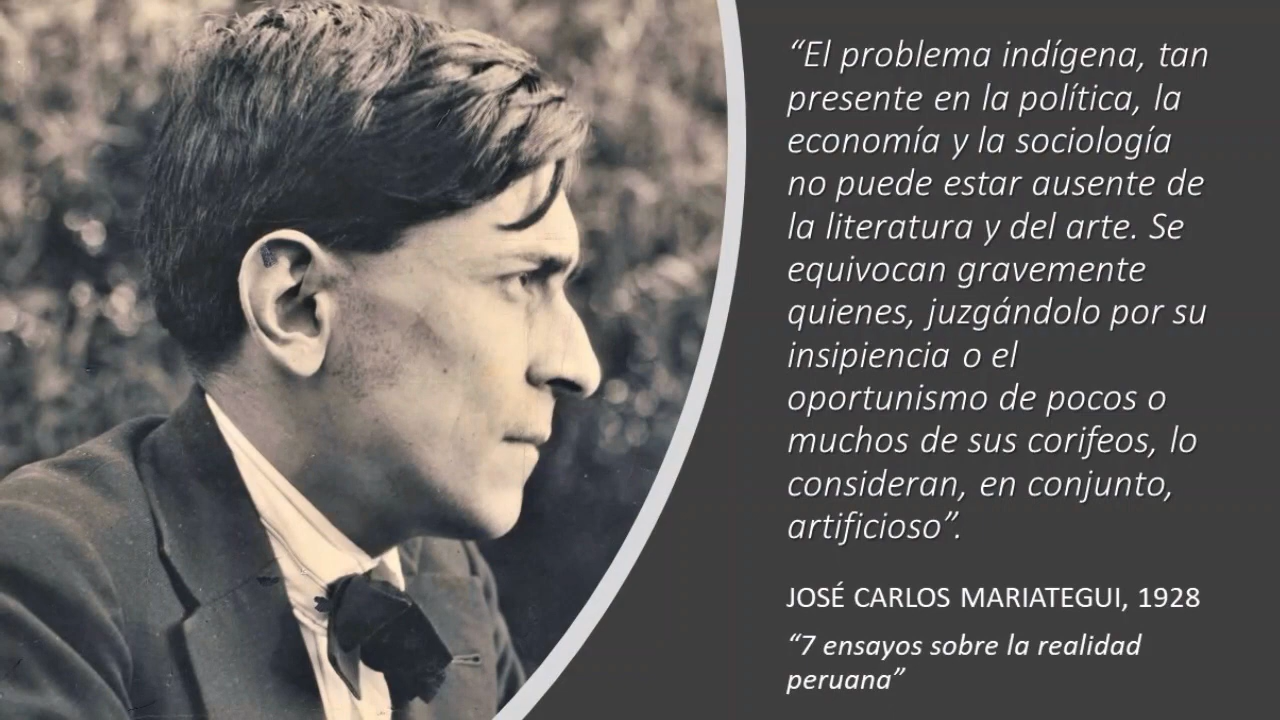 “El problema indígena, tan
presente en la política, la
economía y la sociología
no puede estar ausente de
la literatura y del arte. Se
equivocan gravemente
quienes, juzgándolo por su
insipiencia o el
oportunismo de pocos o
muchos de sus corifeos, lo
consideran, en conjunto,
artificioso”.
JOSÉ CARLOS MARIATEGUI, 1928
“7 ensayos sobre la realidad
peruana”